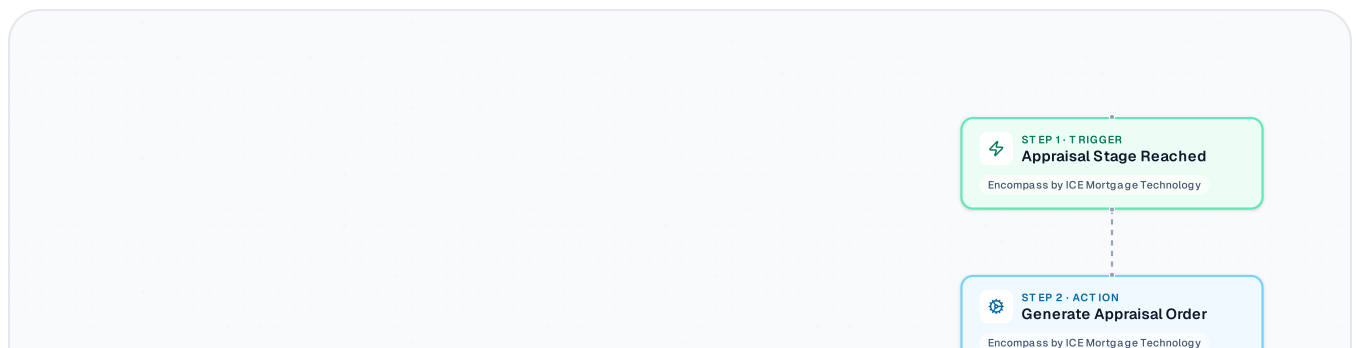 STEP 1 · TRIGGER
Appraisal Stage Reached
Encompass by ICE Mortgage Technology
STEP 2 · ACTION
Generate Appraisal Order
Encompass by ICE Mortgage Technology